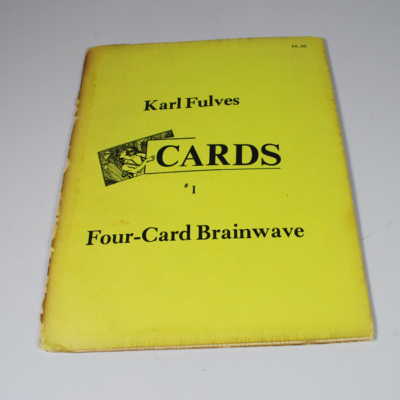 Karl Fulves
CARDS
#1
Four-Card Brainwave